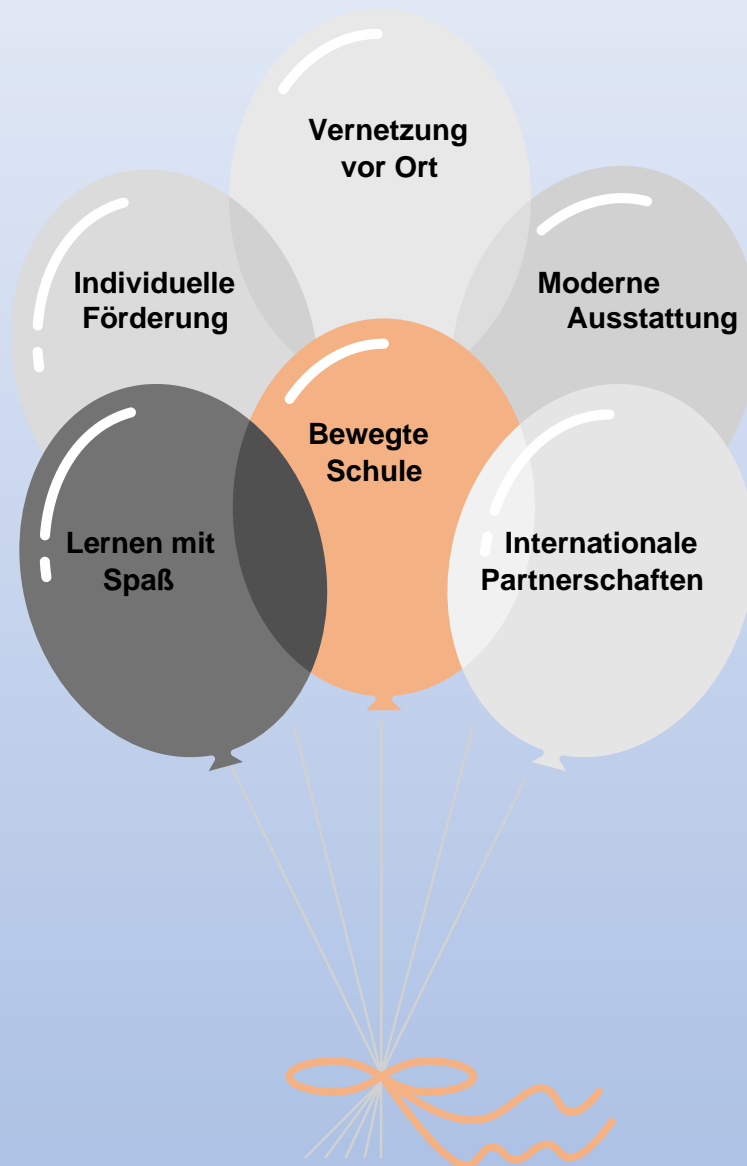 Vernetzung
vor Ort
Individuelle
Förderung
Moderne
Ausstattung
Bewegte
Schule
Lernen mit
Spaß
Internationale
Partnerschaften